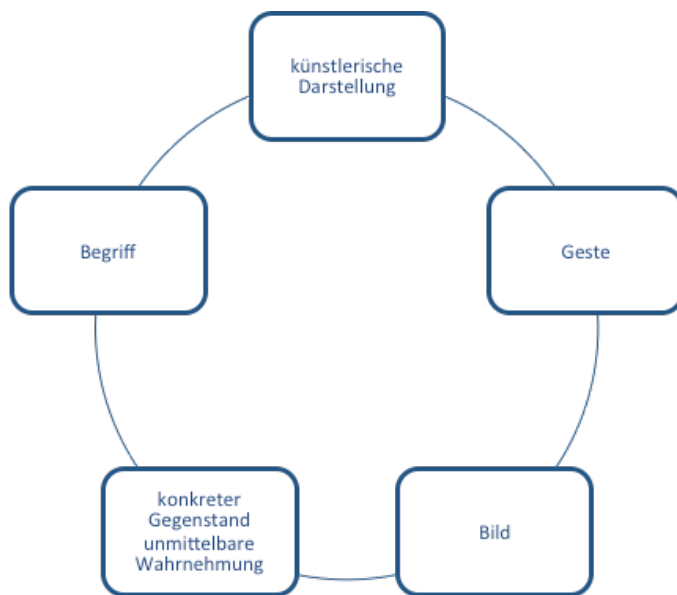 künstlerische
Darstellung
Begriff
Geste
konkreter
Gegenstand
unmittelbare
Wahrnehmung
Bild